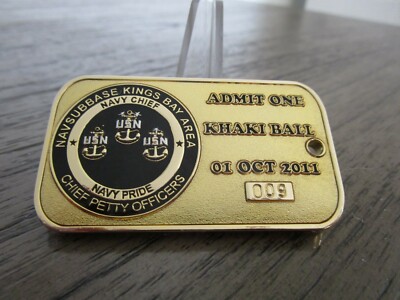 NAVSUBBASE KINGS BAY AREA
NAVY CHIEF
USN
USN
USN
NAVY PRIDE
CHIEF PETTY OFFICERS
ADMIT ONE
KHAKI BALL
01 OCT 2011
009